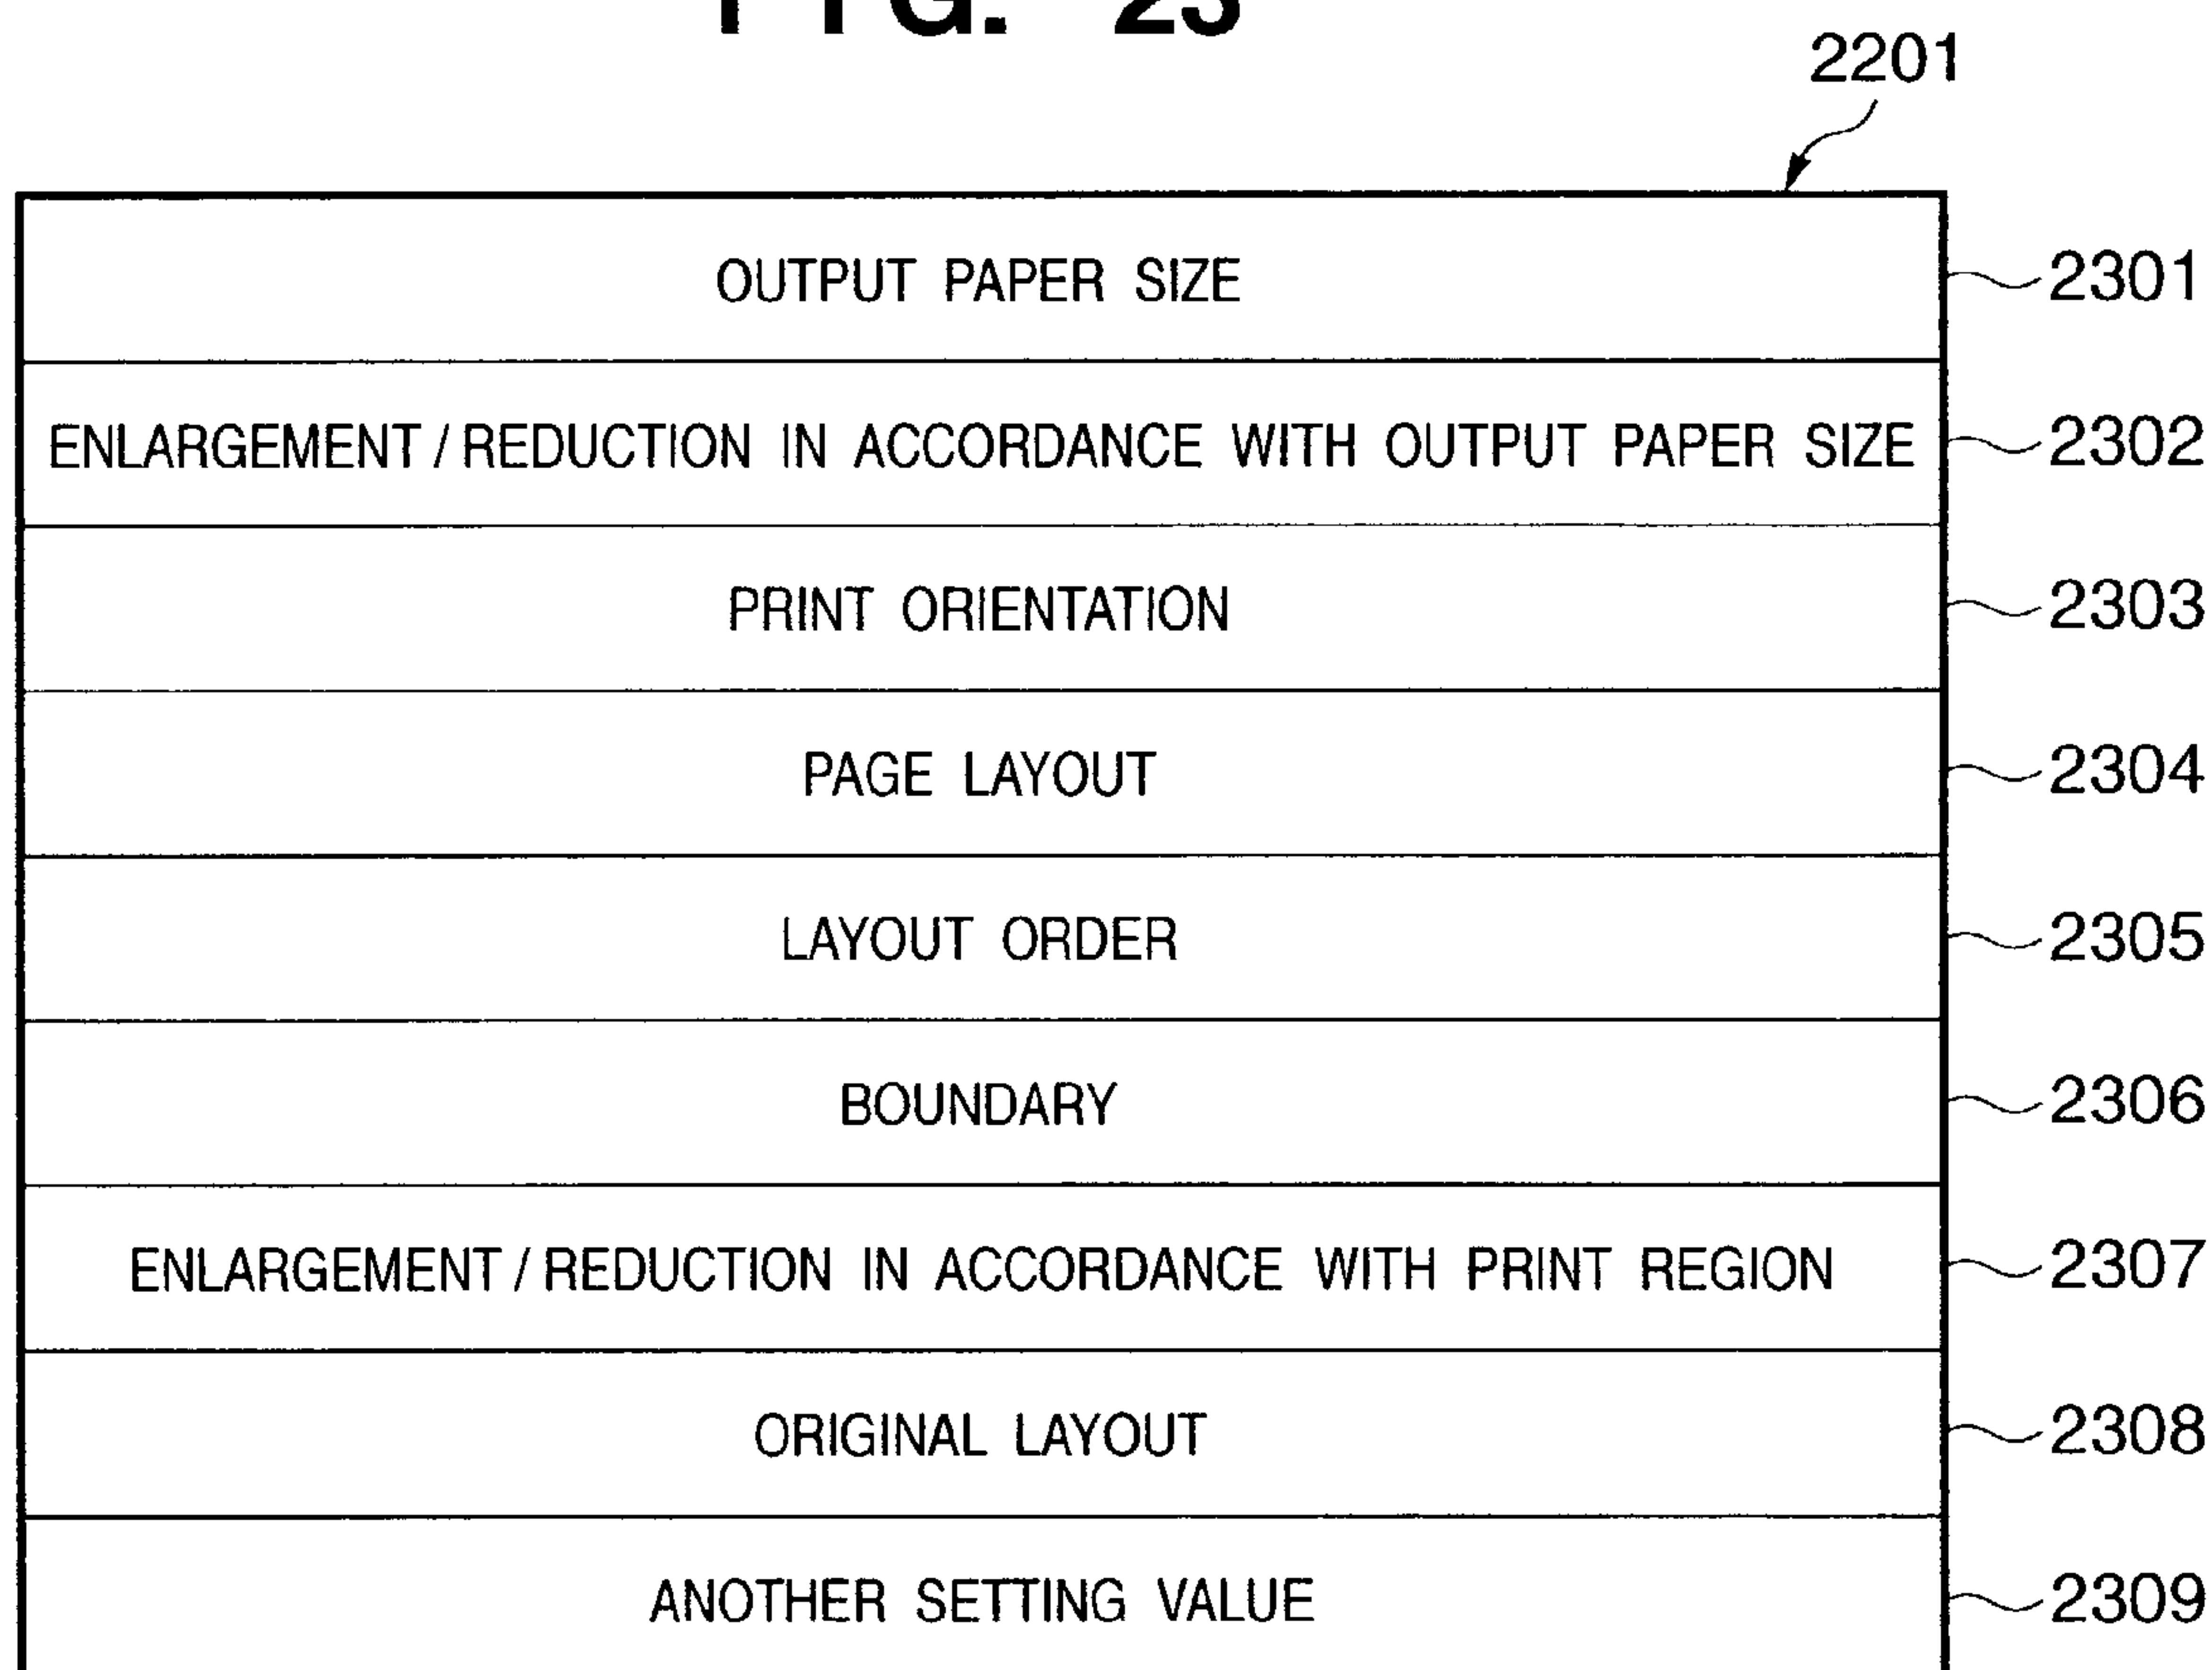 FIG. 23
2201
OUTPUT PAPER SIZE 2301
ENLARGEMENT / REDUCTION IN ACCORDANCE WITH OUTPUT PAPER SIZE 2302
PRINT ORIENTATION 2303
PAGE LAYOUT 2304
LAYOUT ORDER 2305
BOUNDARY 2306
ENLARGEMENT / REDUCTION IN ACCORDANCE WITH PRINT REGION 2307
ORIGINAL LAYOUT 2308
ANOTHER SETTING VALUE 2309